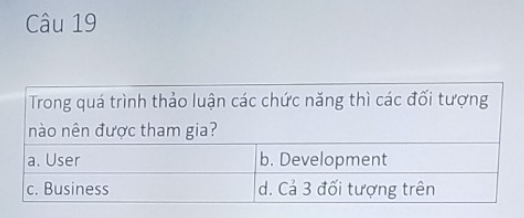 Câu 19
Trong quá trình thảo luận các chức năng thì các đối tượng
nào nên được tham gia?
a. User
b. Development
c. Business
d. Cả 3 đối tượng trên